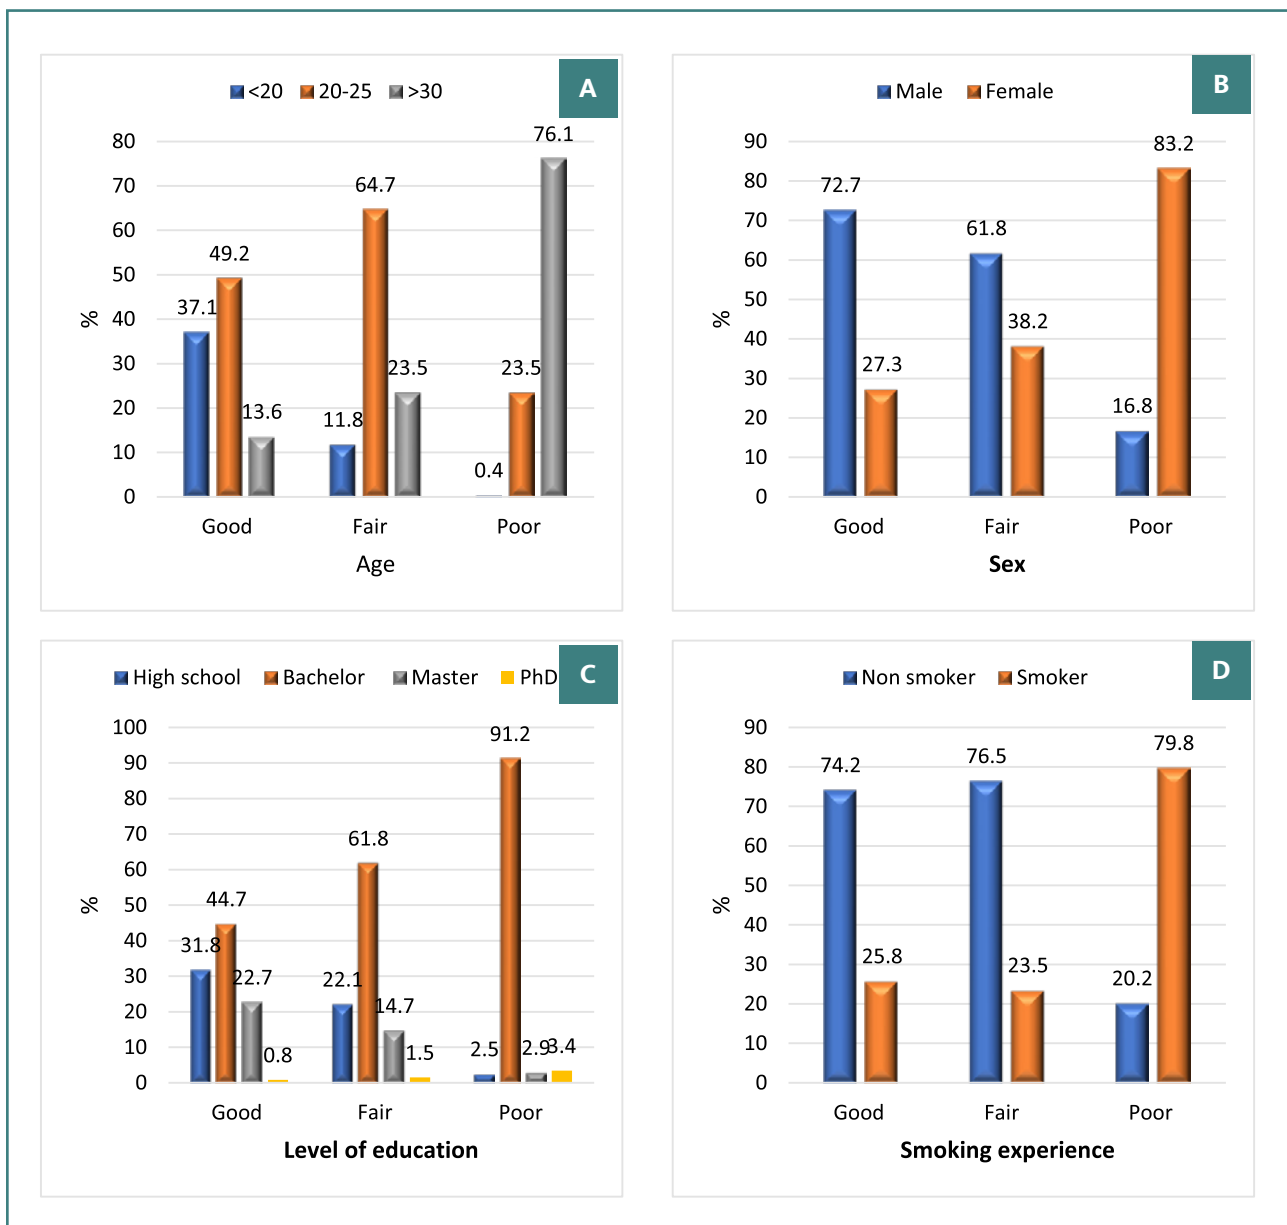 A
<20 20-25 >30
80
70
60
50
40
30
20
10
0
%
37.1 49.2 13.6
11.8 64.7 23.5
0.4 23.5 76.1
Good Fair Poor
Age
B
Male Female
90
80
70
60
50
40
30
20
10
0
%
72.7 27.3
61.8 38.2
16.8 83.2
Good Fair Poor
Sex
C
High school Bachelor Master PhD
100
90
80
70
60
50
40
30
20
10
0
%
31.8 44.7 22.7 0.8
22.1 61.8 14.7 1.5
2.5 91.2 2.9 3.4
Good Fair Poor
Level of education
D
Non smoker Smoker
90
80
70
60
50
40
30
20
10
0
%
74.2 25.8
76.5 23.5
20.2 79.8
Good Fair Poor
Smoking experience